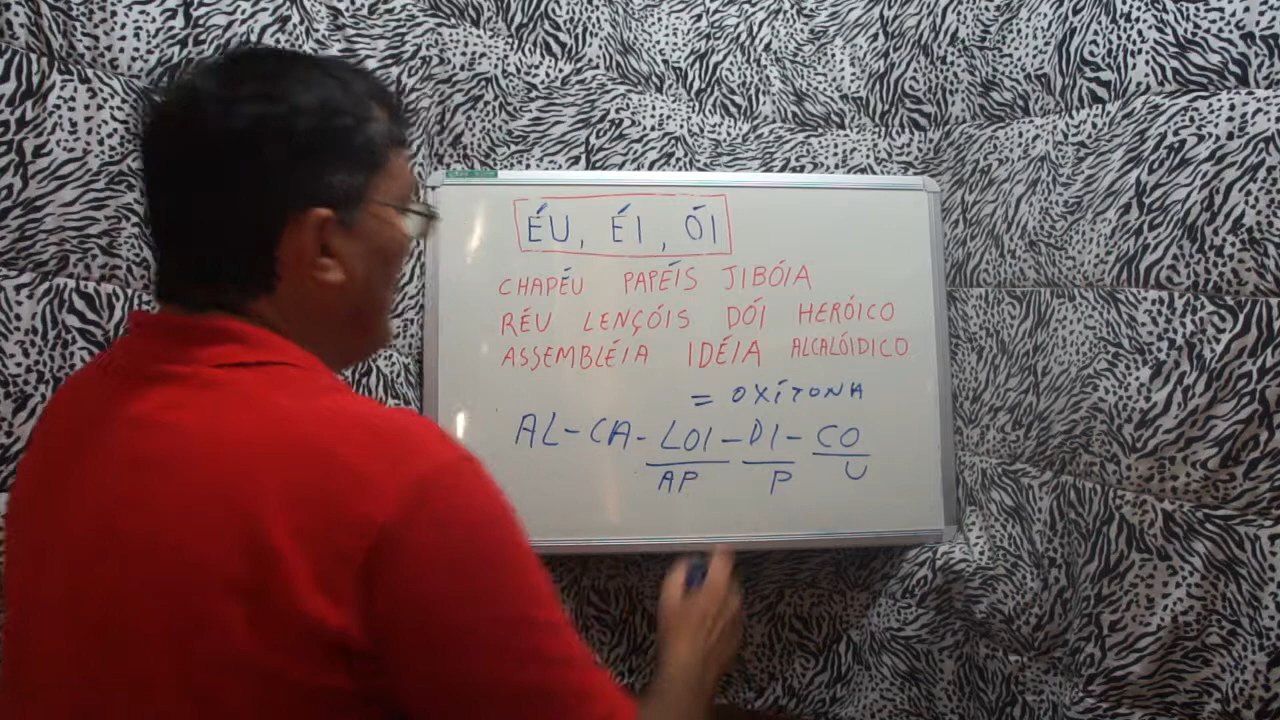 ÉU, ÉI, ÓI
CHAPÉU PAPÉIS JIBÓIA
RÉU LENÇÓIS DÓI HERÓICO
ASSEMBLÉIA IDÉIA ALCALÓIDICO
= OXÍTONA
AL-CA-LOI-DI-CO
AP P U